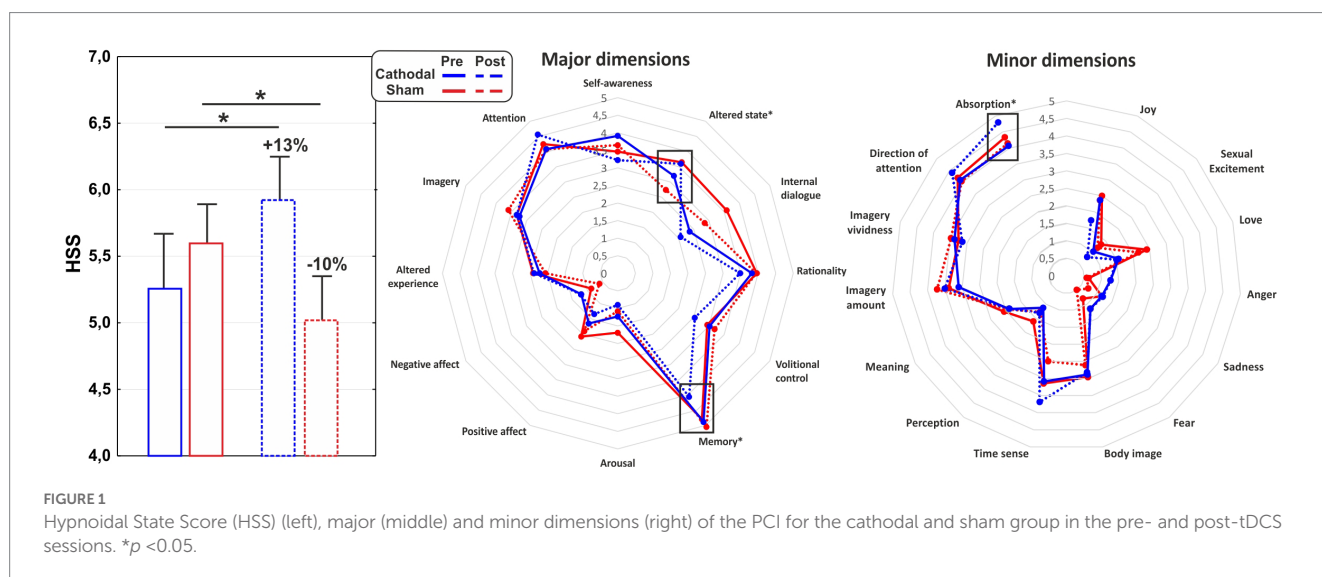 7,0
6,5
6,0
5,5
5,0
4,5
4,0
HSS
*
*
+13%
-10%
Pre Post
Cathodal
Sham
Major dimensions
Self-awareness
Altered state*
Internal
dialogue
Rationality
Volitional
control
Memory*
Arousal
Positive affect
Negative affect
Altered
experience
Imagery
Attention
5
4,5
4
3,5
3
2,5
2
1,5
1
0,5
0
Minor dimensions
Absorption*
Joy
Sexual
Excitement
Love
Anger
Sadness
Fear
Body image
Time sense
Perception
Meaning
Imagery
amount
Imagery
vividness
Direction of
attention
5
4,5
4
3,5
3
2,5
2
1,5
1
0,5
0
FIGURE 1
Hypnoidal State Score (HSS) (left), major (middle) and minor dimensions (right) of the PCI for the cathodal and sham group in the pre- and post-tDCS
sessions. *p <0.05.